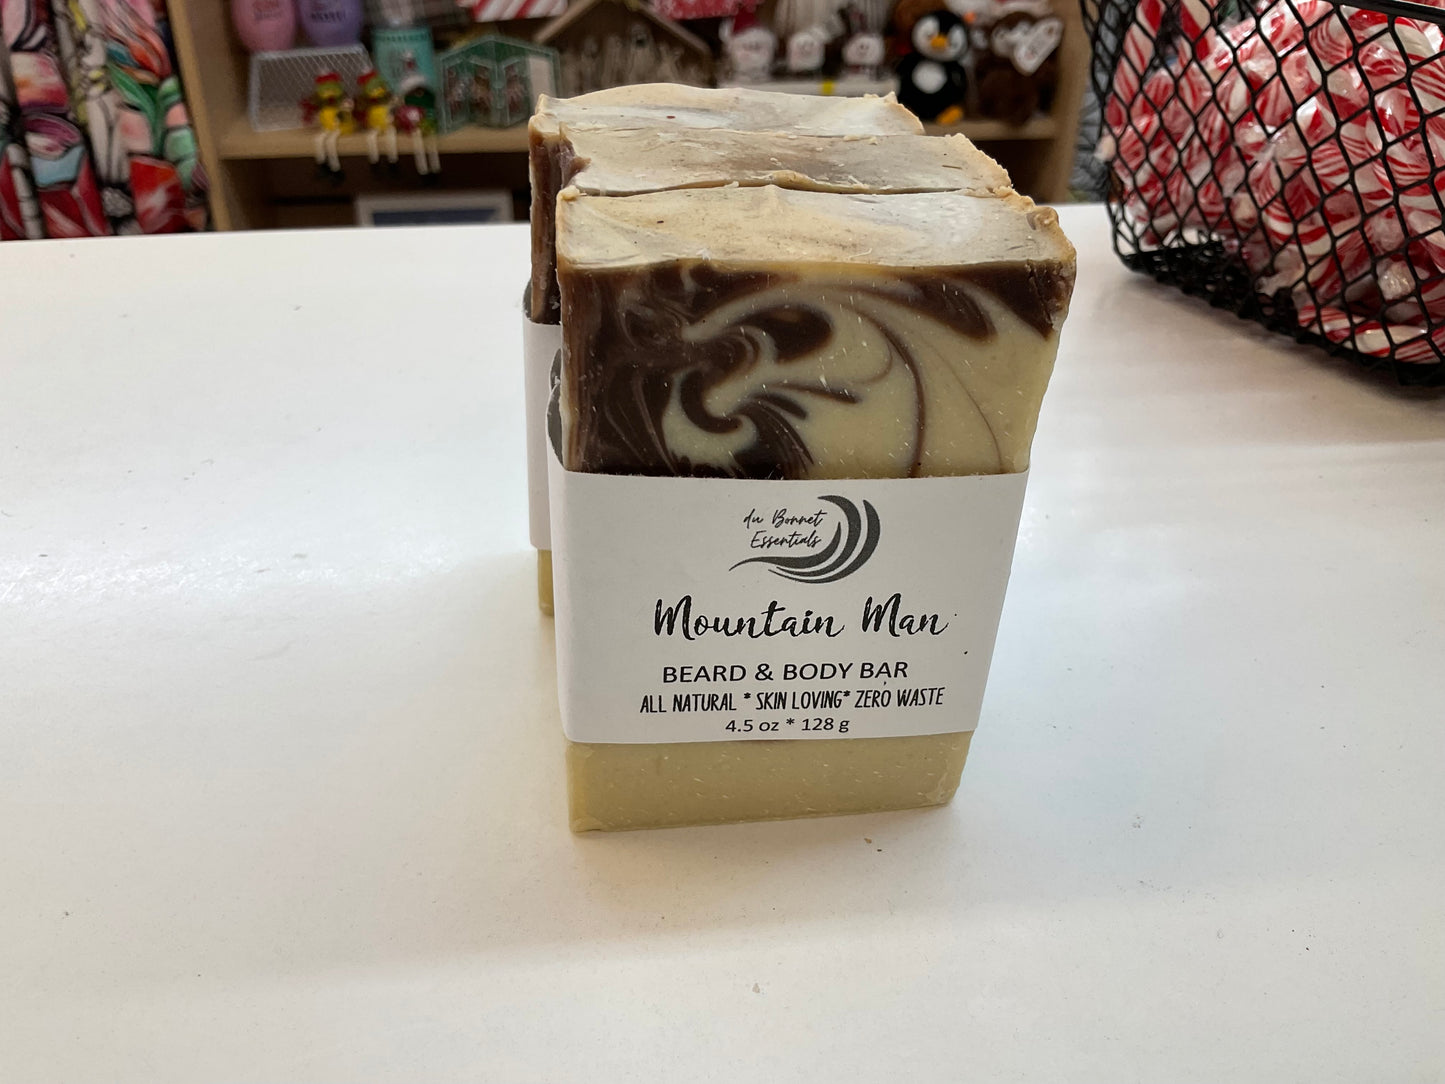 du Bonnet
Essentials
Mountain Man
BEARD & BODY BAR
ALL NATURAL * SKIN LOVING* ZERO WASTE
4.5 oz * 128 g